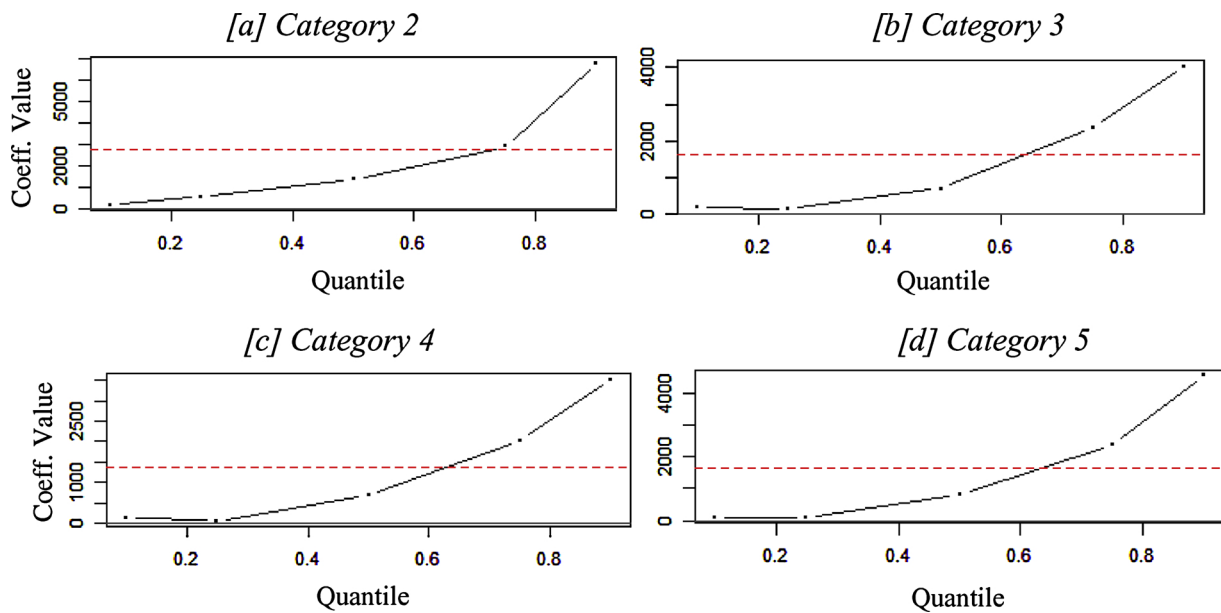 [a] Category 2
[b] Category 3
Coeff. Value
0 2000 5000
0.2 0.4 0.6 0.8
Quantile
0 2000 4000
0.2 0.4 0.6 0.8
Quantile
[c] Category 4
[d] Category 5
Coeff. Value
0 1000 2500
0.2 0.4 0.6 0.8
Quantile
0 2000 4000
0.2 0.4 0.6 0.8
Quantile